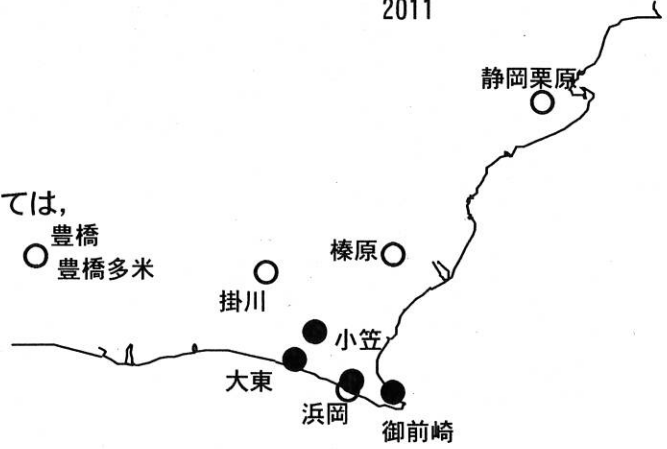 2011
静岡栗原
ては,
豊橋
豊橋多米
榛原
掛川
小笠
大東
浜岡
御前崎